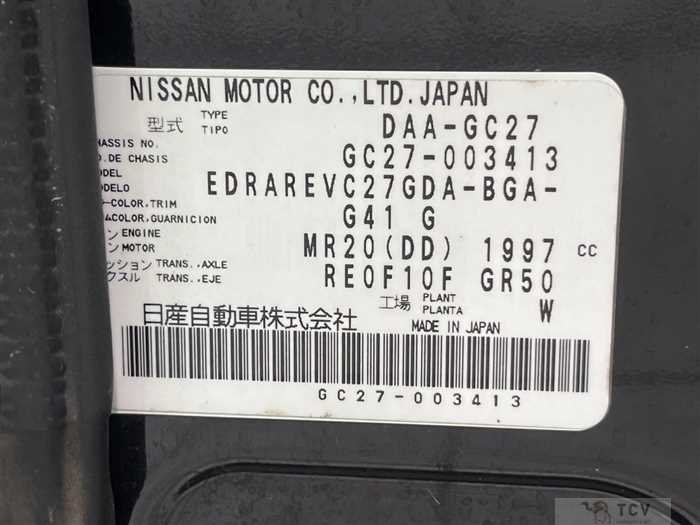 NISSAN MOTOR CO.,LTD.JAPAN
型式 TYPE TIPO DAA-GC27
HASSIS NO.
O.DE CHASIS GC27-003413
ODEL
ODELO EDRAREVC27GDA-BGA-
COLOR,TRIM
COLOR,GUARNICION G41 G
ン ENGINE
ン MOTOR MR20(DD) 1997 CC
ッション TRANS.,AXLE
クスル TRANS.,EJE RE0F10F GR50
工場 PLANT PLANTA W
日産自動車株式会社 MADE IN JAPAN
GC27-003413
TCV